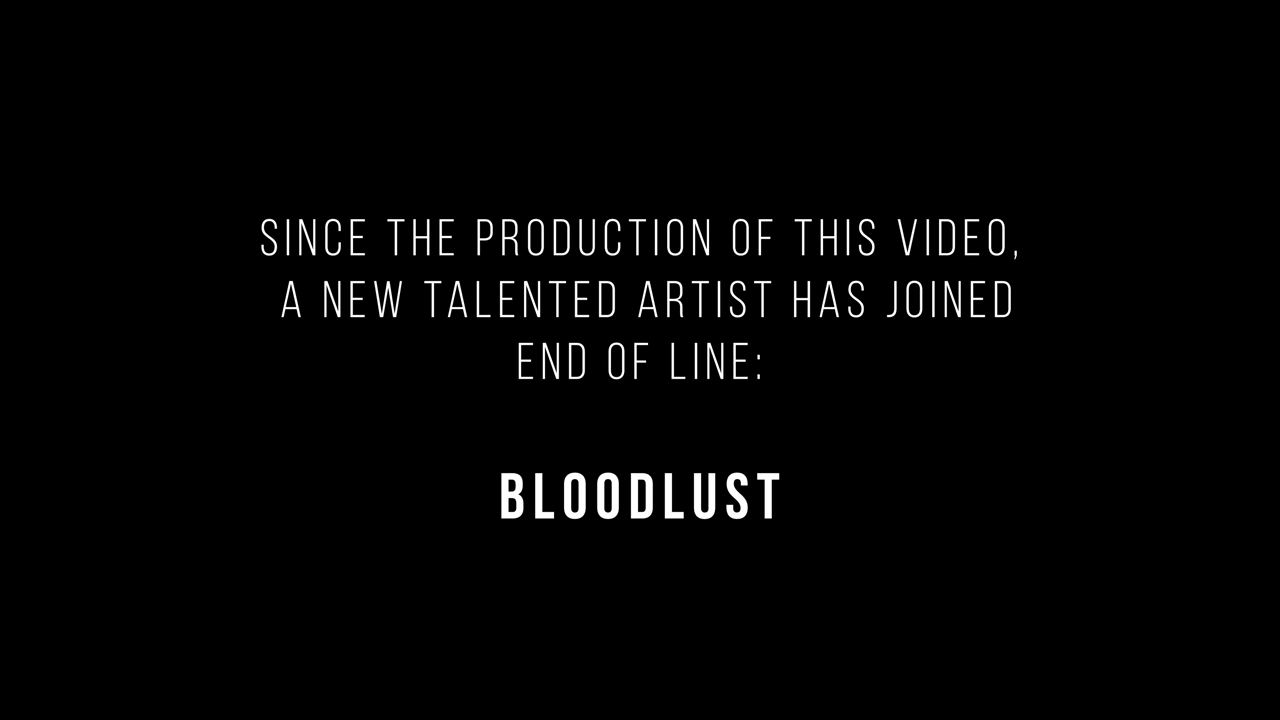 SINCE THE PRODUCTION OF THIS VIDEO,
A NEW TALENTED ARTIST HAS JOINED
END OF LINE:
BLOODLUST